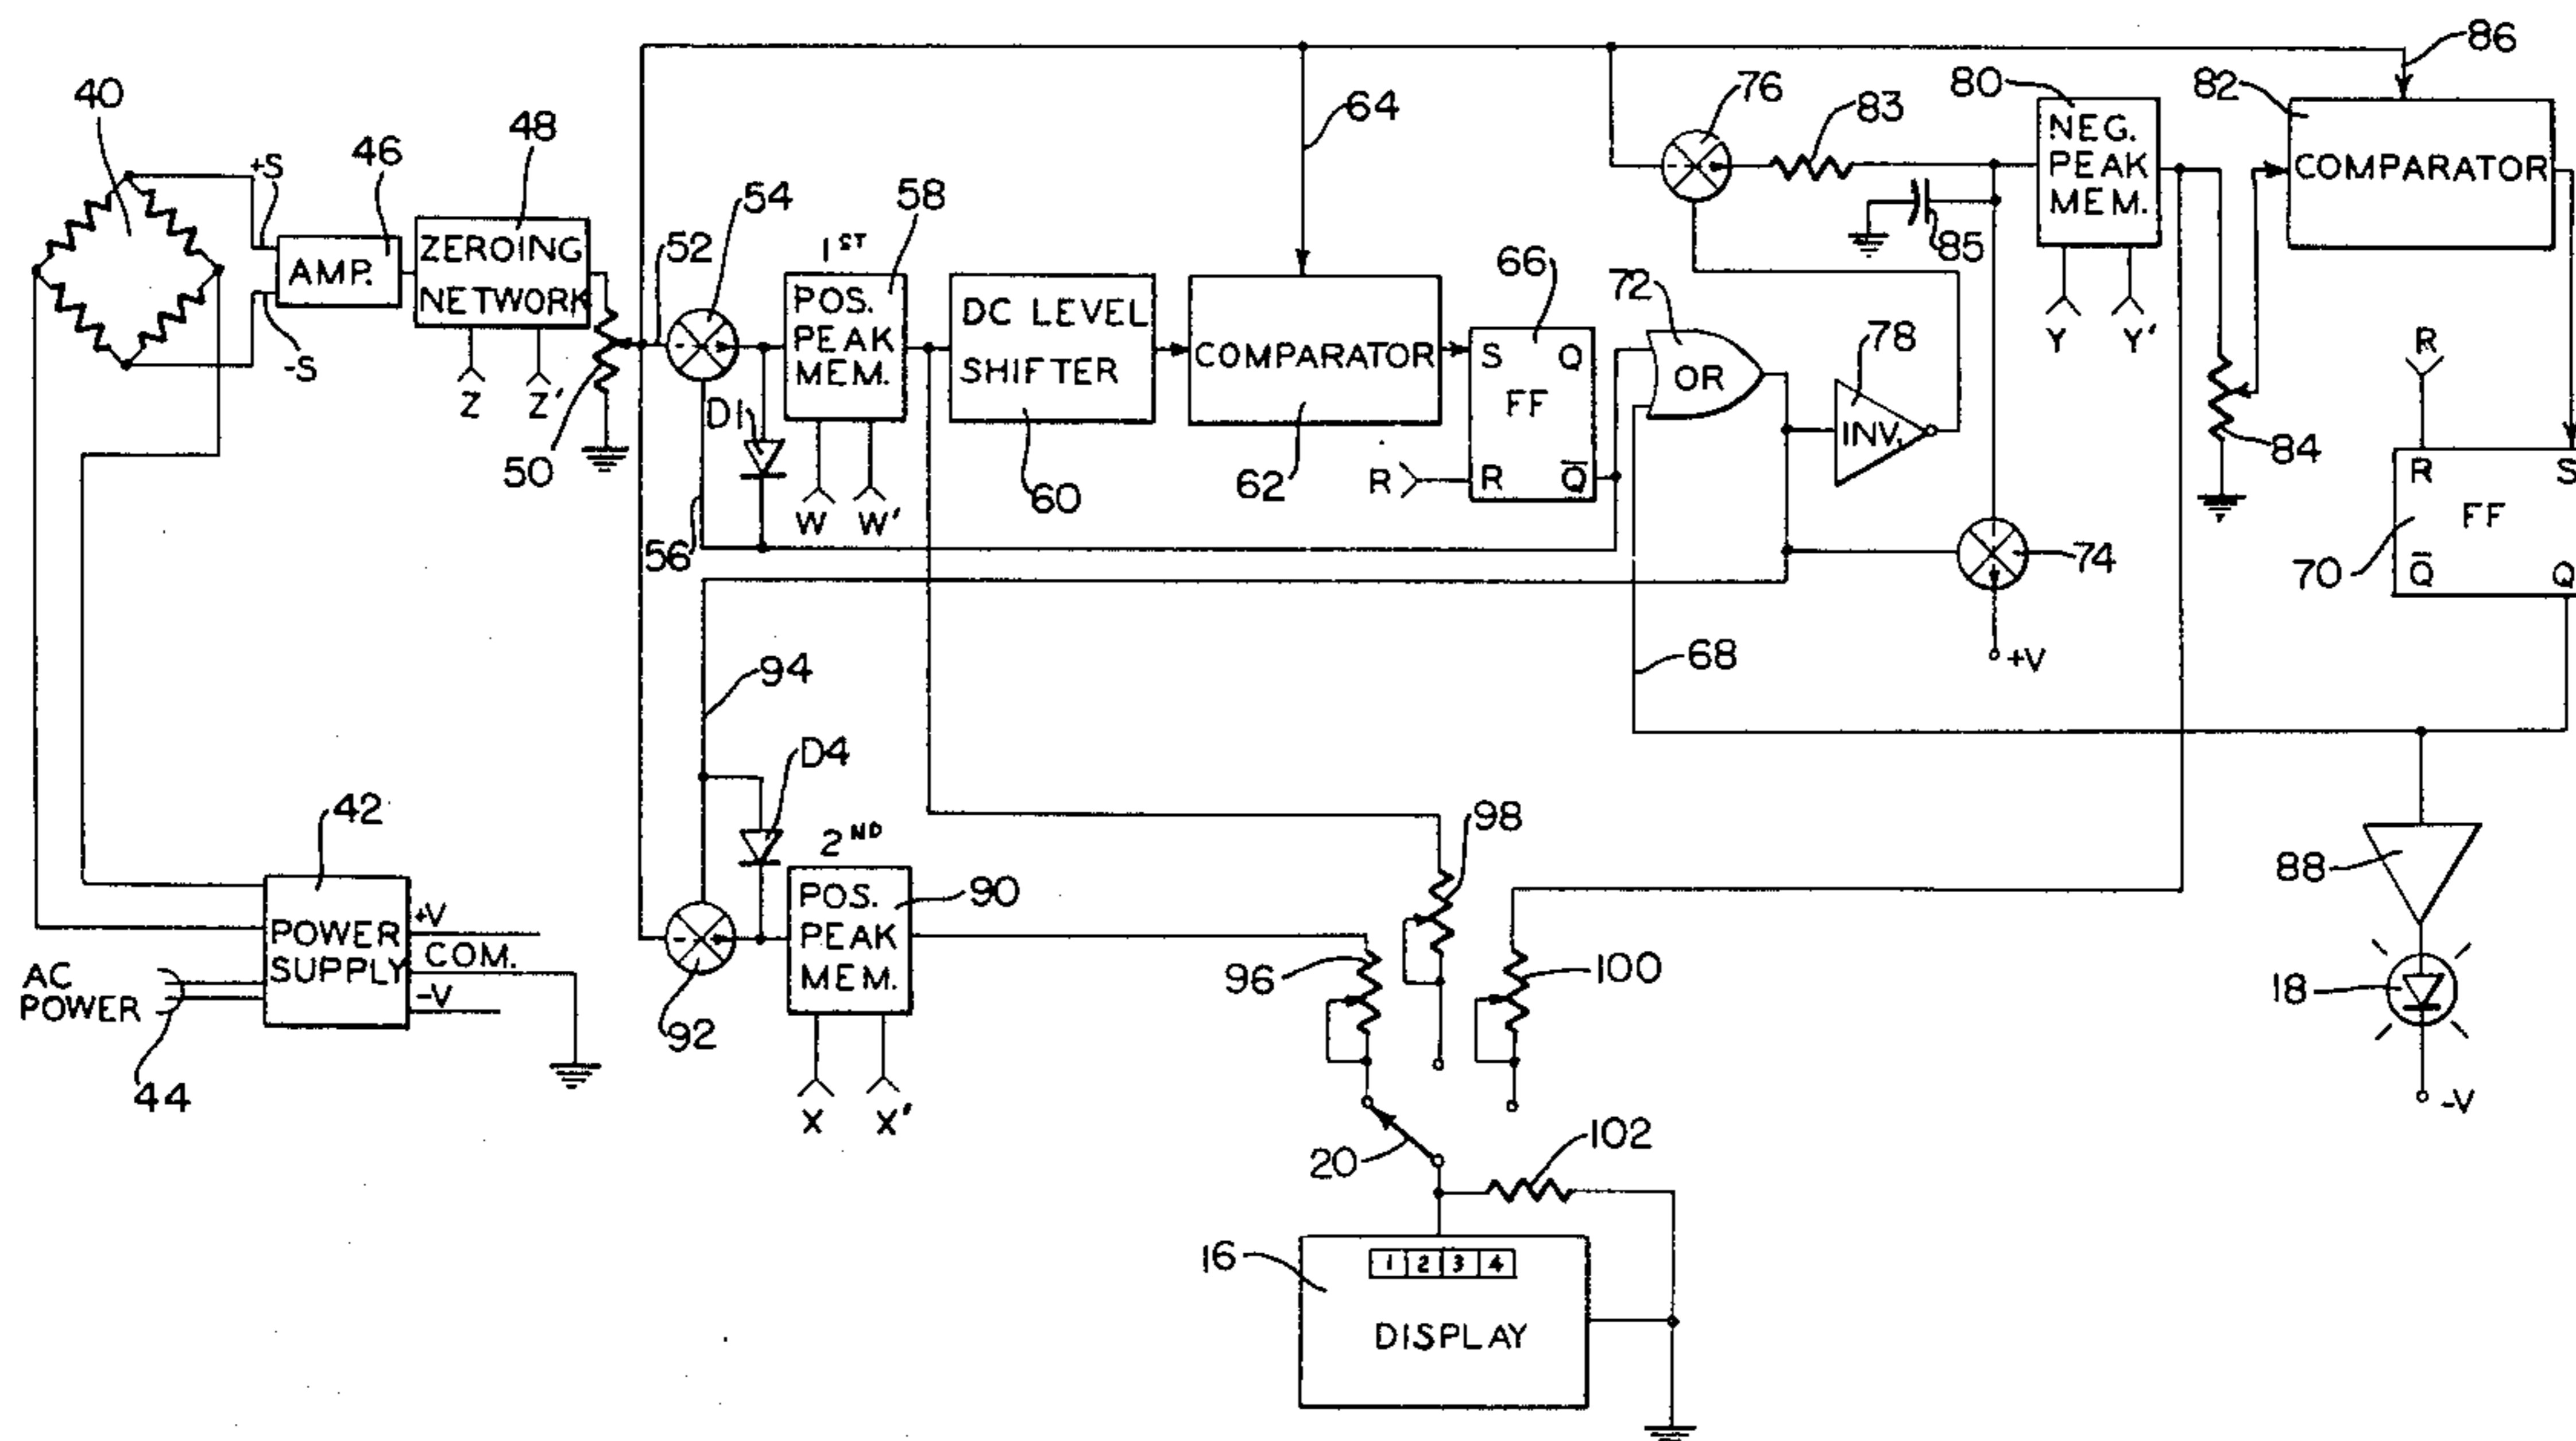 40
+S
-S
46
AMP.
48
ZEROING
NETWORK
Z
Z'
50
52
54
56
D1
1ST
58
POS.
PEAK
MEM.
W
W'
DC LEVEL
SHIFTER
60
64
COMPARATOR
62
66
S
Q
FF
R
R
Q̅
72
OR
68
76
83
85
78
INV.
74
+V
80
NEG.
PEAK
MEM.
Y
Y'
82
86
COMPARATOR
84
R
R
S
FF
70
Q̅
Q
88
18
-V
42
POWER
SUPPLY
+V
COM.
-V
AC
POWER
44
94
D4
92
2ND
POS.
PEAK
MEM.
90
X
X'
96
98
100
20
102
16
1 2 3 4
DISPLAY